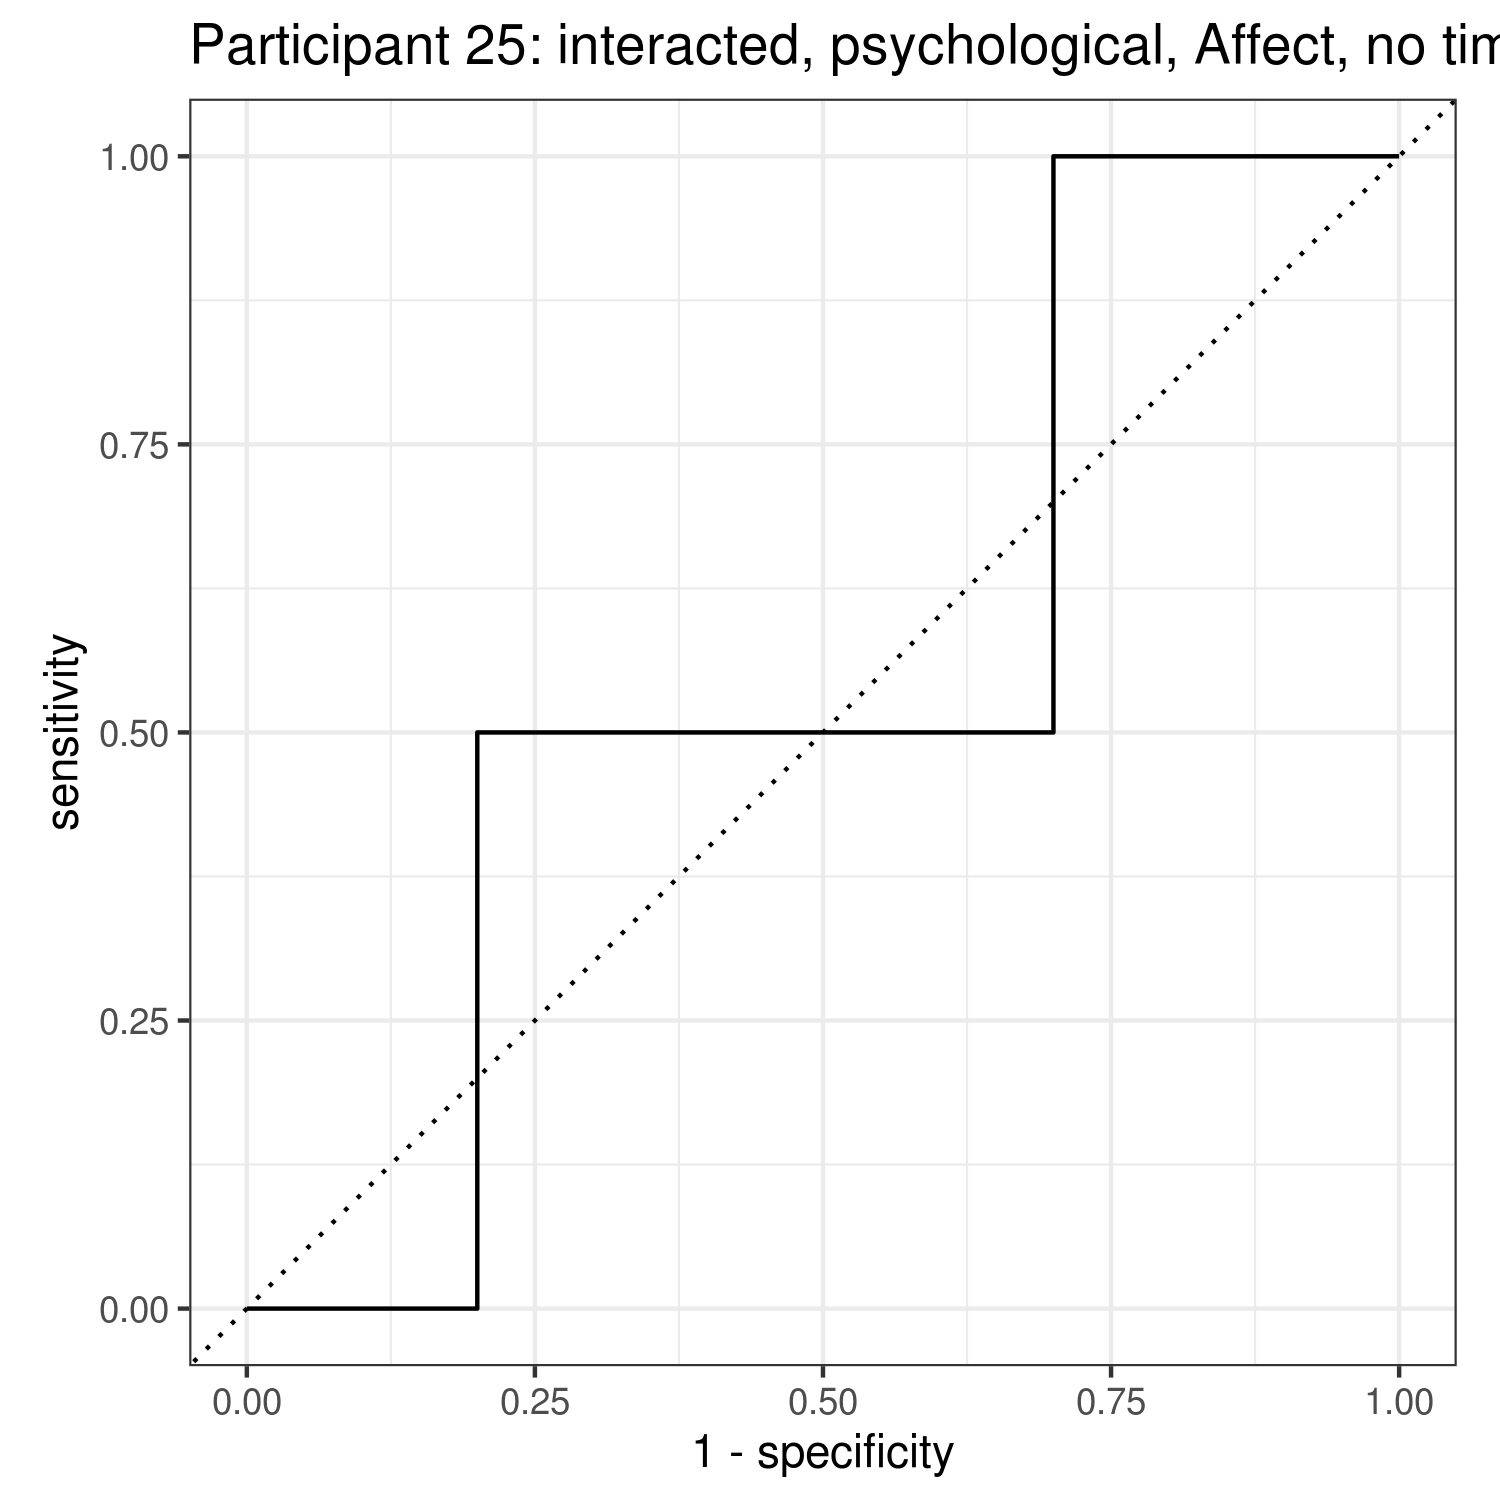 Participant 25: interacted, psychological, Affect, no tim
1.00
0.75
0.50
0.25
0.00
sensitivity
0.00 0.25 0.50 0.75 1.00
1 - specificity